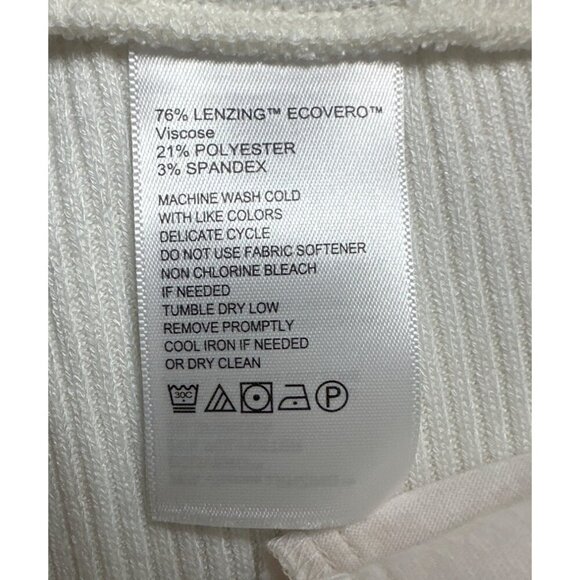 76% LENZING™ ECOVERO™
Viscose
21% POLYESTER
3% SPANDEX
MACHINE WASH COLD
WITH LIKE COLORS
DELICATE CYCLE
DO NOT USE FABRIC SOFTENER
NON CHLORINE BLEACH
IF NEEDED
TUMBLE DRY LOW
REMOVE PROMPTLY
COOL IRON IF NEEDED
OR DRY CLEAN
30C P